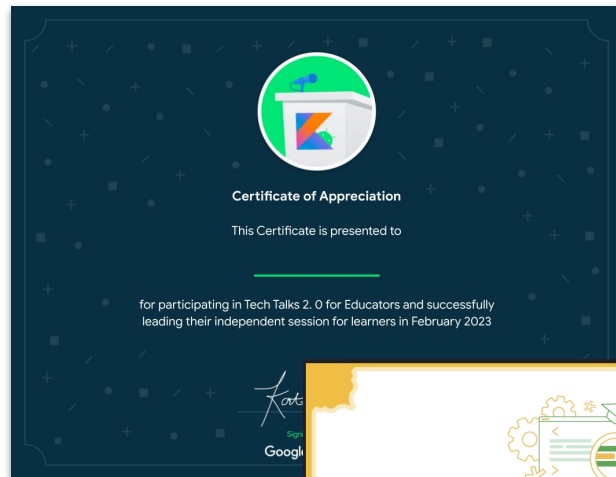 Certificate of Appreciation
This Certificate is presented to
for participating in Tech Talks 2. 0 for Educators and successfully
leading their independent session for learners in February 2023